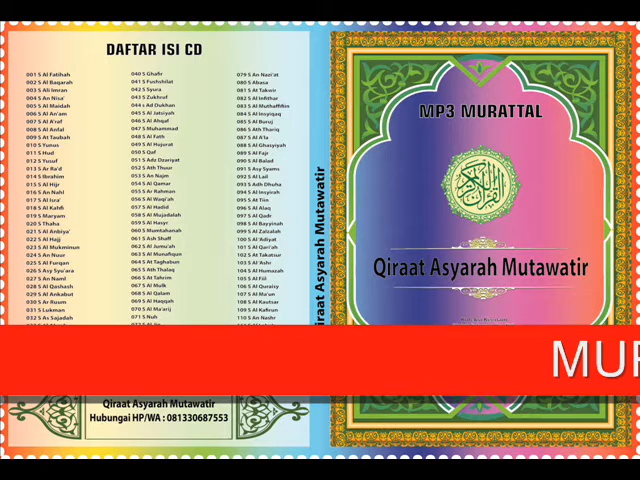 DAFTAR ISI CD
001 S Al Fatihah
002 S Al Baqarah
003 S Ali Imran
004 S An Nisa'
005 S Al Maidah
006 S An'am
007 S Al A'raf
008 S Al Anfal
009 S At Taubah
010 S Yunus
011 S Hud
012 S Yusuf
013 S Ar Ra'd
014 S Ibrahim
015 S Al Hijr
016 S An Nahl
017 S Al Isra'
018 S Al Kahfi
019 S Maryam
020 S Thaha
021 S Al Anbiya'
022 S Al Hajj
023 S Al Mukminun
024 S An Nuur
025 S Al Furqan
026 S Asy Syu'ara
027 S An Naml
028 S Al Qashash
029 S Al Ankabut
030 S Ar Ruum
031 S Lukman
032 S As Sajadah
040 S Ghafir
041 S Fushshilat
042 S Syura
043 S Zukhruf
044 s Ad Dukhan
045 S Al Jatsiyah
046 S Al Ahqaf
047 S Muhammad
048 S Al Fath
049 S Al Hujurat
050 S Qaf
051 S Adz Dzariyat
052 S Ath Thuur
053 S An Najm
054 S Al Qamar
055 S Ar Rahman
056 S Al Waqi'ah
057 S Al Hadid
058 S Al Mujadalah
059 S Al Hasyr
060 S Mumtahanah
061 S Ash Shaff
062 S Al Jumu'ah
063 S Al Munafiqun
064 S At Taghabun
065 S Ath Thalaq
066 S At Tahrim
067 S Al Mulk
068 S Al Qalam
069 S Al Haqqah
070 S Al Ma'arij
071 S Nuh
079 S An Nazi'at
080 S Abasa
081 S At Takwir
082 S Al Infithar
083 S Al Muthaffifiin
084 S Al Insyiqaq
085 S Al Buruj
086 S Ath Thariq
087 S Al A'la
088 S Al Ghasyiyah
089 S Al Fajr
090 S Al Balad
091 S Asy Syams
092 S Al Lail
093 S Adh Dhuha
094 S Al Insyirah
095 S At Tiin
096 S Al Alaq
097 S Al Qadr
098 S Al Bayyinah
099 S Al Zalzalah
100 S Al 'Adiyat
101 S Al Qari'ah
102 S At Takatsur
103 S Al 'Ashr
104 S Al Humazah
105 S Al Fiil
106 S Al Quraisy
107 S Al Ma'un
108 S Al Kautsar
109 S Al Kafirun
110 S An Nashr
Qiraat Asyarah Mutawatir
Hubungai HP/WA : 081330687553
Qiraat Asyarah Mutawatir
MP3 MURATTAL
القرآن الكريم
Qiraat Asyarah Mutawatir
MUR